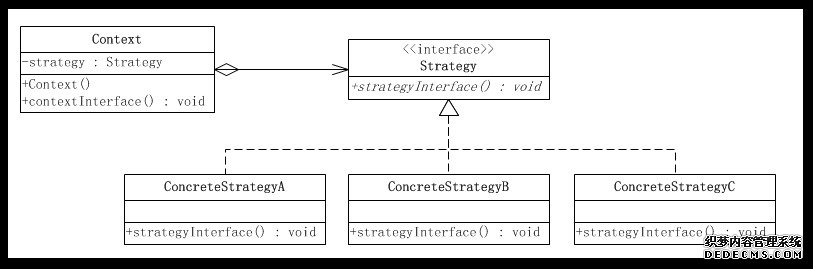 Context
-strategy : Strategy
+Context()
+contextInterface() : void
<<interface>>
Strategy
+strategyInterface() : void
ConcreteStrategyA
+strategyInterface() : void
ConcreteStrategyB
+strategyInterface() : void
ConcreteStrategyC
+strategyInterface() : void
织梦内容管理系统
DEDECMS.COM